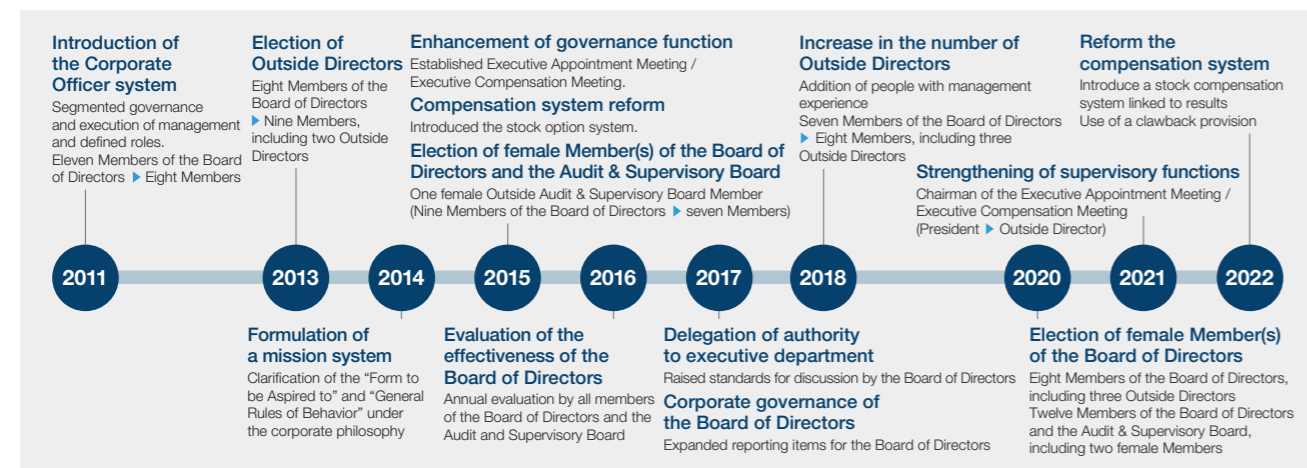 Introduction of
the Corporate
Officer system
Segmented governance
and execution of management
and defined roles.
Eleven Members of the Board
of Directors ▶ Eight Members
Election of
Outside Directors
Eight Members of the
Board of Directors
▶ Nine Members,
including two Outside
Directors
Enhancement of governance function
Established Executive Appointment Meeting /
Executive Compensation Meeting.
Compensation system reform
Introduced the stock option system.
Election of female Member(s) of the Board of
Directors and the Audit & Supervisory Board
One female Outside Audit & Supervisory Board Member
(Nine Members of the Board of Directors ▶ seven Members)
Increase in the number of
Outside Directors
Addition of people with management
experience
Seven Members of the Board of Directors
▶ Eight Members, including three
Outside Directors
Reform the
compensation system
Introduce a stock compensation
system linked to results
Use of a clawback provision
Strengthening of supervisory functions
Chairman of the Executive Appointment Meeting /
Executive Compensation Meeting
(President ▶ Outside Director)
2011
2013
2014
2015
2016
2017
2018
2020
2021
2022
Formulation of
a mission system
Clarification of the “Form to
be Aspired to” and “General
Rules of Behavior” under
the corporate philosophy
Evaluation of the
effectiveness of the
Board of Directors
Annual evaluation by all members
of the Board of Directors and the
Audit and Supervisory Board
Delegation of authority
to executive department
Raised standards for discussion by the Board of Directors
Corporate governance of
the Board of Directors
Expanded reporting items for the Board of Directors
Election of female Member(s)
of the Board of Directors
Eight Members of the Board of Directors,
including three Outside Directors
Twelve Members of the Board of Directors
and the Audit & Supervisory Board,
including two female Members